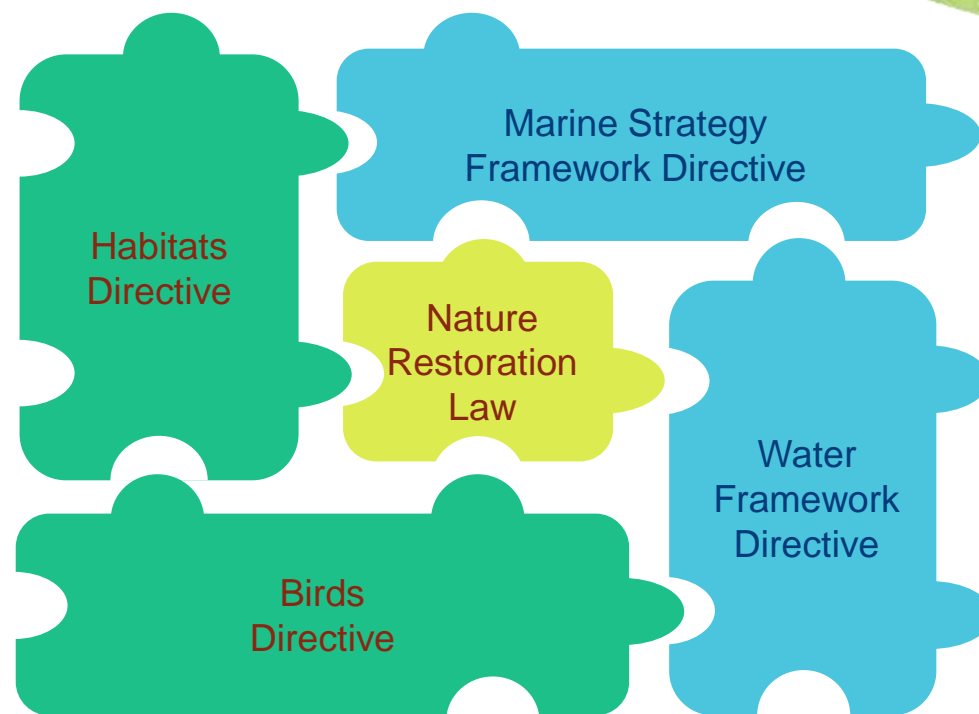 Marine Strategy
Framework Directive
Habitats
Directive
Nature
Restoration
Law
Water
Framework
Directive
Birds
Directive